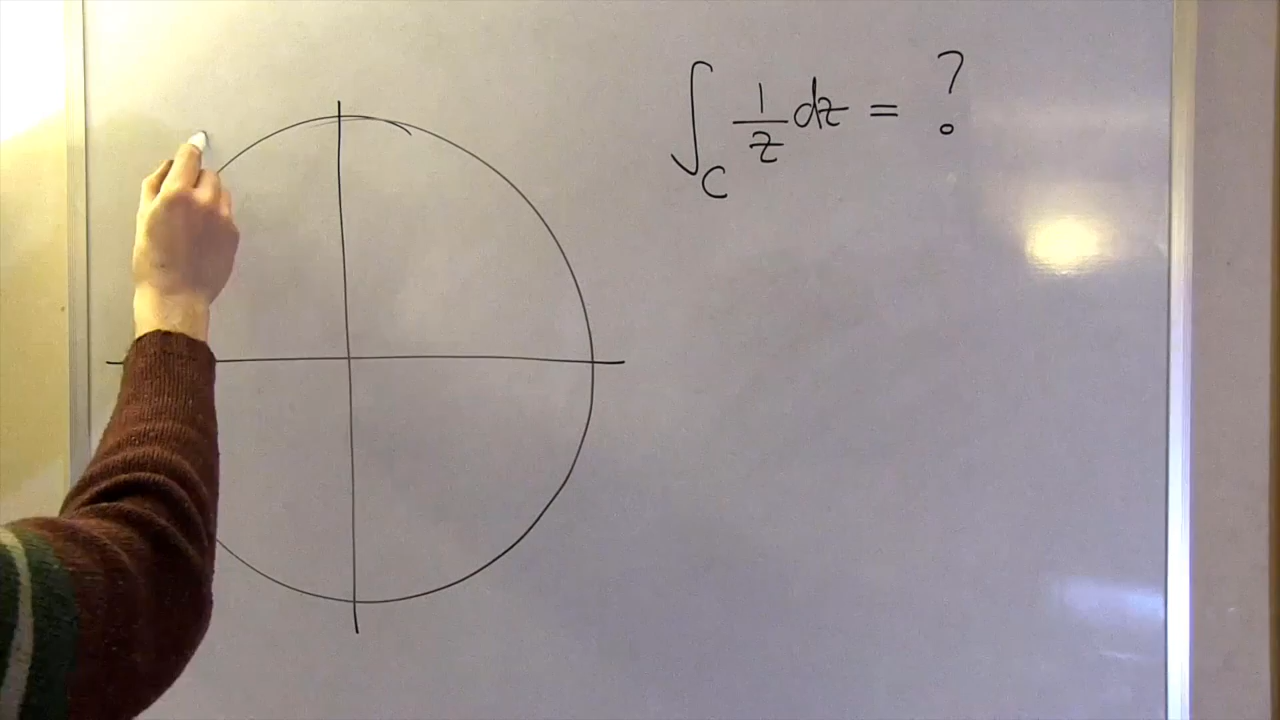 ∫_C 1/z dz = ?